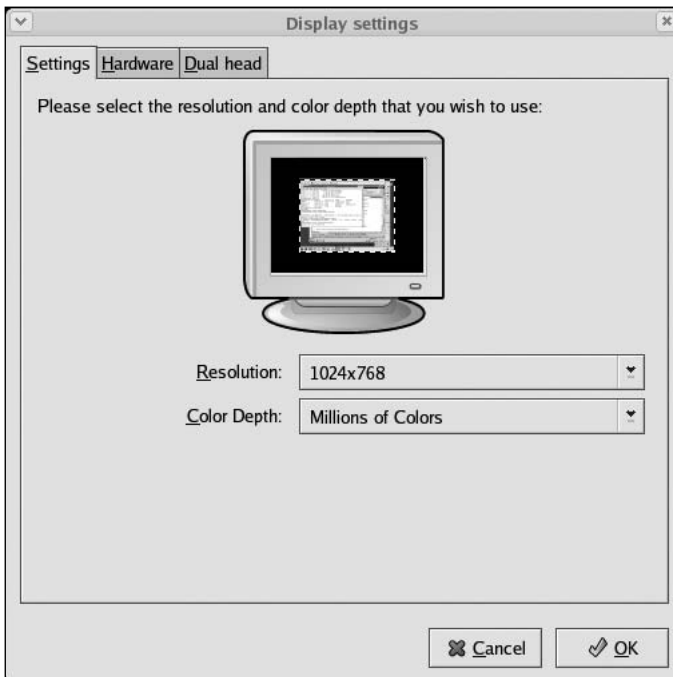 Display settings
Settings Hardware Dual head
Please select the resolution and color depth that you wish to use:
Resolution: 1024x768
Color Depth: Millions of Colors
Cancel OK